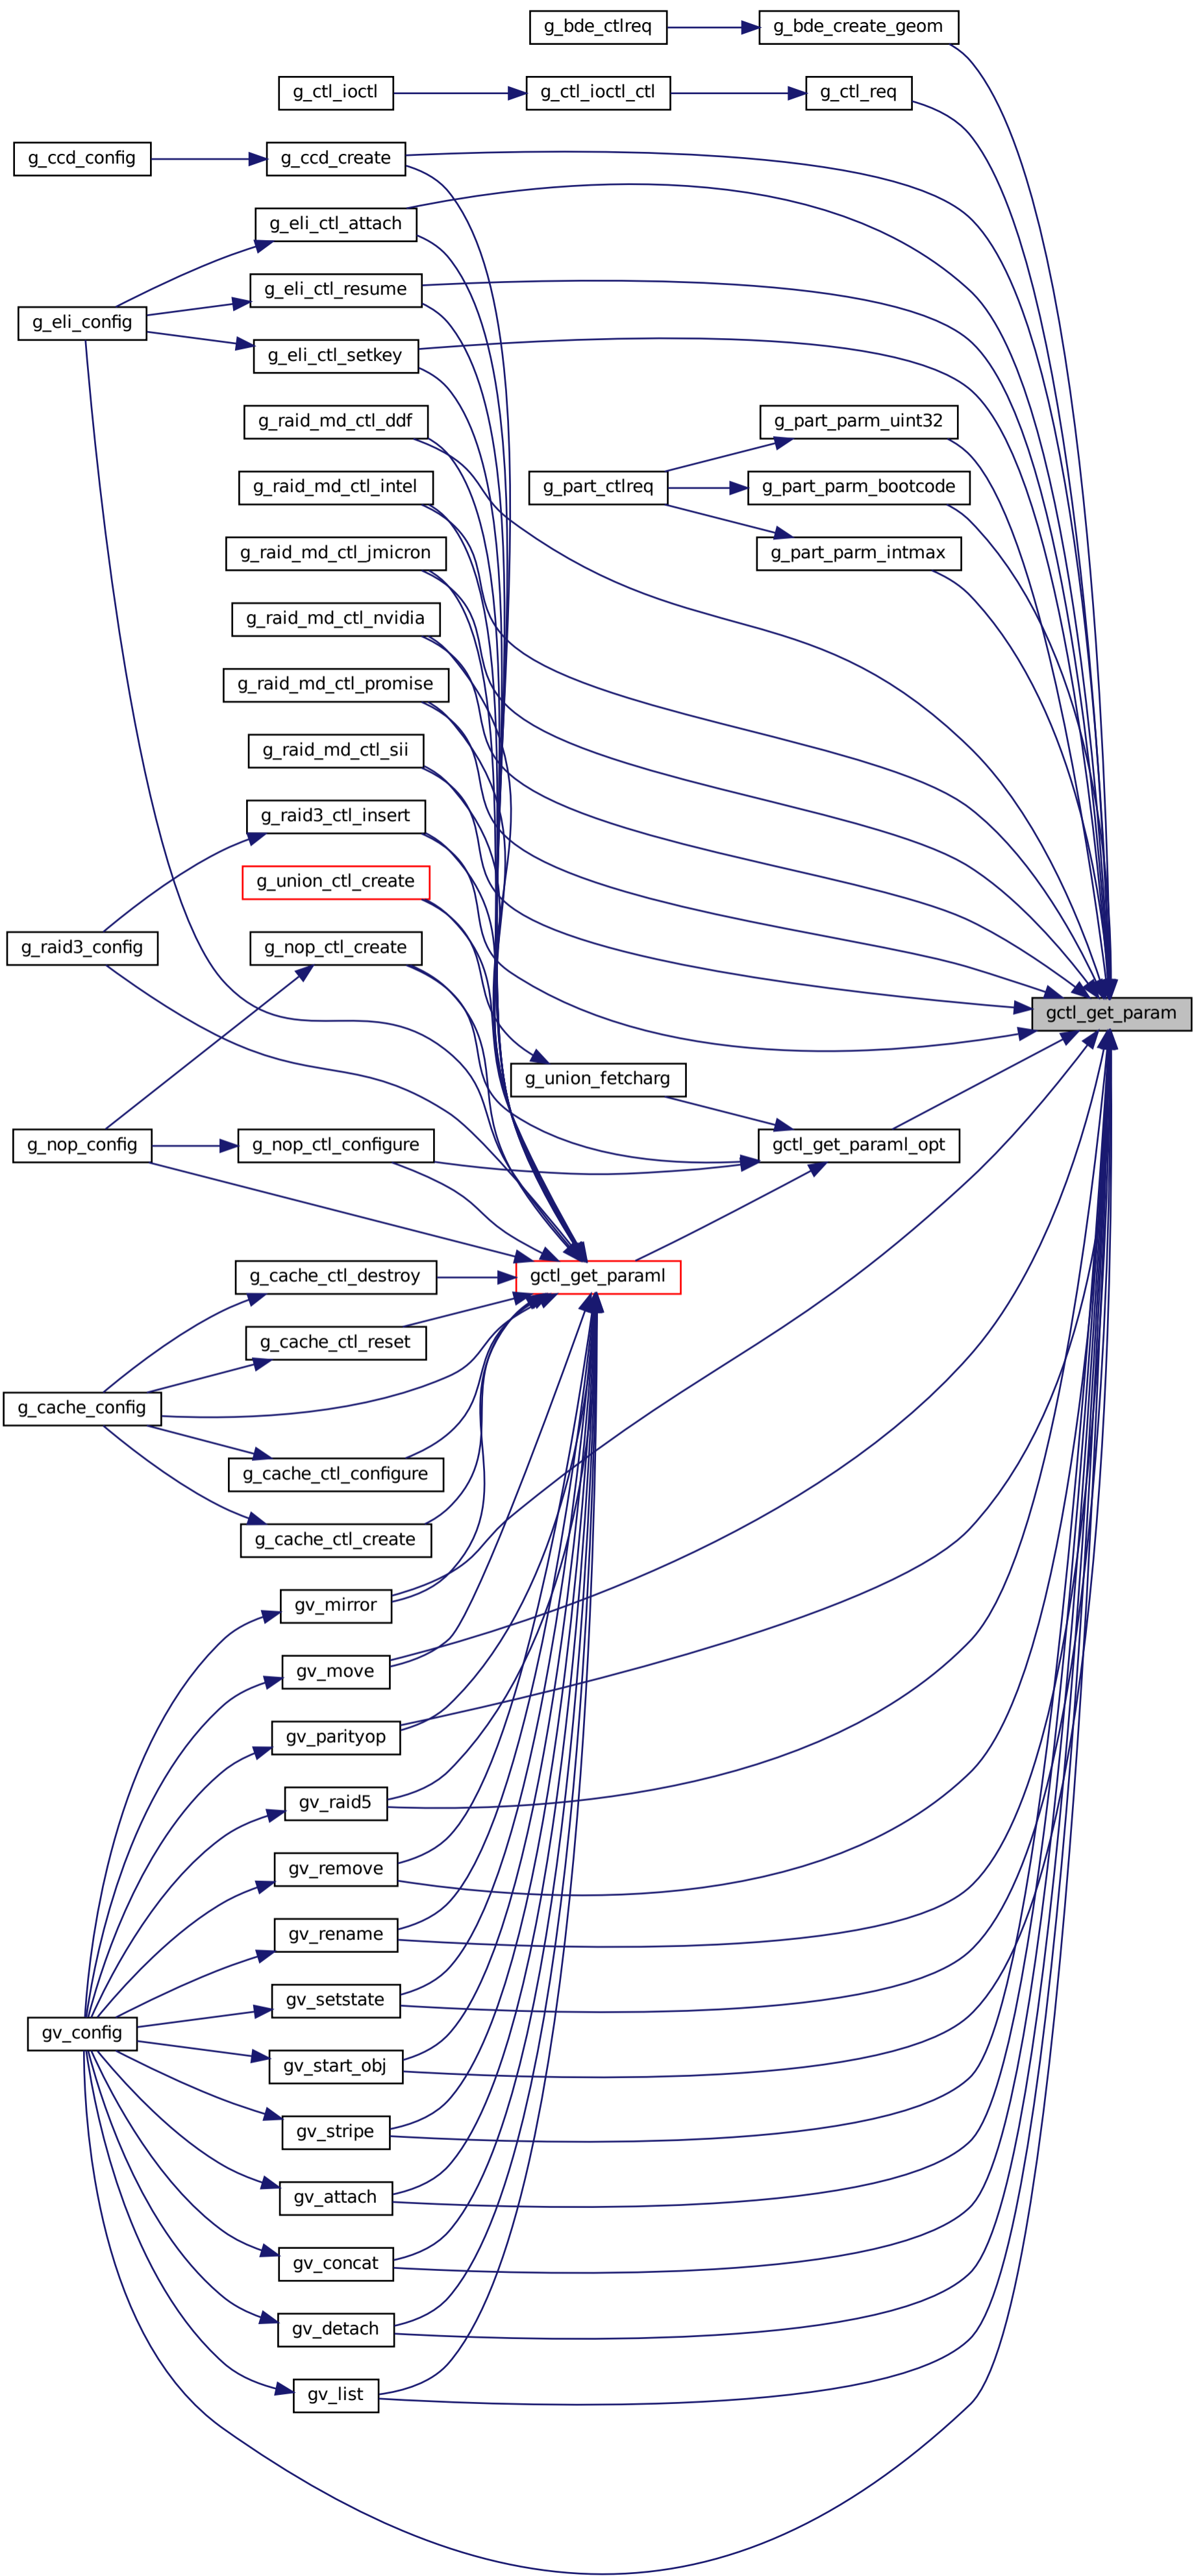 g_bde_ctlreq
g_bde_create_geom
g_ctl_ioctl
g_ctl_ioctl_ctl
g_ctl_req
g_ccd_config
g_ccd_create
g_eli_ctl_attach
g_eli_ctl_resume
g_eli_config
g_eli_ctl_setkey
g_raid_md_ctl_ddf
g_part_parm_uint32
g_raid_md_ctl_intel
g_part_ctlreq
g_part_parm_bootcode
g_raid_md_ctl_jmicron
g_part_parm_intmax
g_raid_md_ctl_nvidia
g_raid_md_ctl_promise
g_raid_md_ctl_sii
g_raid3_ctl_insert
g_union_ctl_create
g_raid3_config
g_nop_ctl_create
gctl_get_param
g_union_fetcharg
g_nop_config
g_nop_ctl_configure
gctl_get_paraml_opt
g_cache_ctl_destroy
gctl_get_paraml
g_cache_ctl_reset
g_cache_config
g_cache_ctl_configure
g_cache_ctl_create
gv_mirror
gv_move
gv_parityop
gv_raid5
gv_remove
gv_rename
gv_setstate
gv_config
gv_start_obj
gv_stripe
gv_attach
gv_concat
gv_detach
gv_list